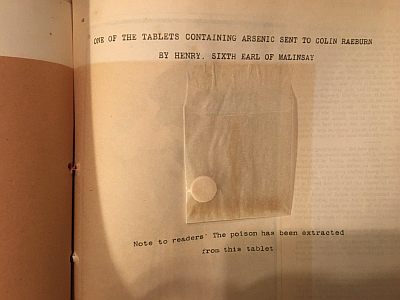 ONE OF THE TABLETS CONTAINING ARSENIC SENT TO COLIN RAEBURN
BY HENRY, SIXTH EARL OF MALINSAY
Note to readers' The poison has been extracted
from this tablet.